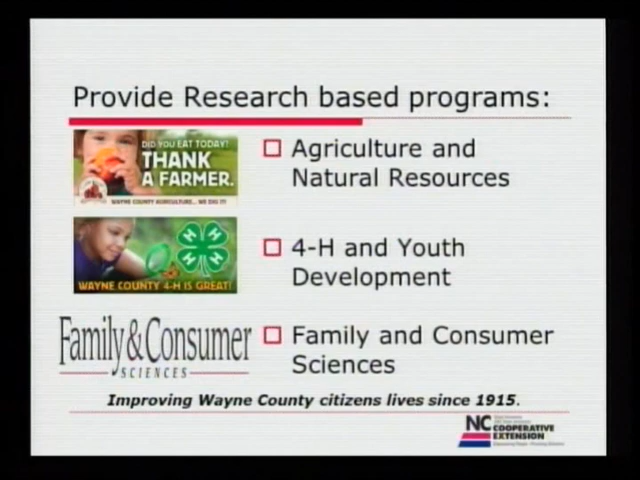 Provide Research based programs:
DID YOU EAT TODAY?
THANK
A FARMER.
WAYNE COUNTY AGRICULTURE... WE DIG IT!
Agriculture and
Natural Resources
H H
H H
WAYNE COUNTY 4-H IS GREAT!
4-H and Youth
Development
Family & Consumer
SCIENCES
Family and Consumer
Sciences
Improving Wayne County citizens lives since 1915.
NC COOPERATIVE
EXTENSION